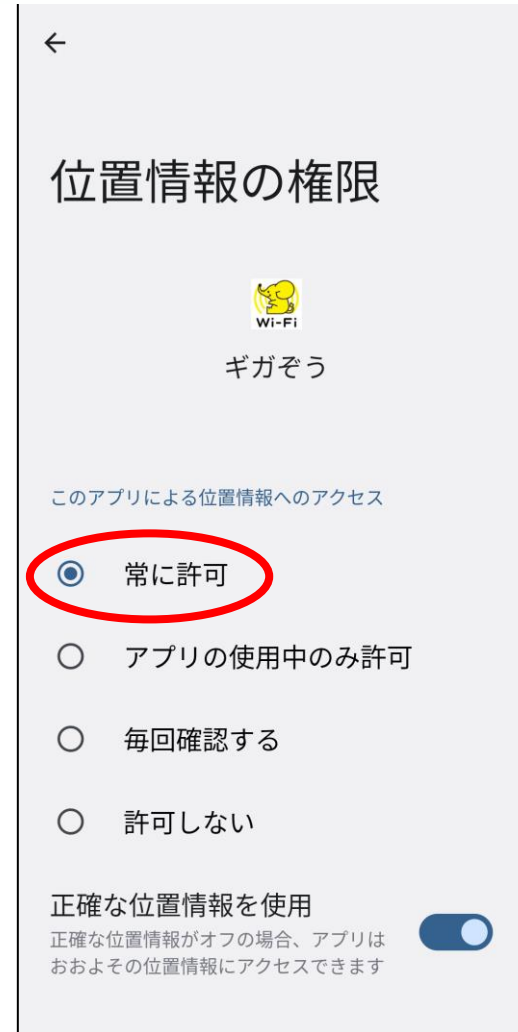 位置情報の権限
Wi-Fi
ギガぞう
このアプリによる位置情報へのアクセス
常に許可
アプリの使用中のみ許可
毎回確認する
許可しない
正確な位置情報を使用
正確な位置情報がオフの場合、アプリは
おおよその位置情報にアクセスできます